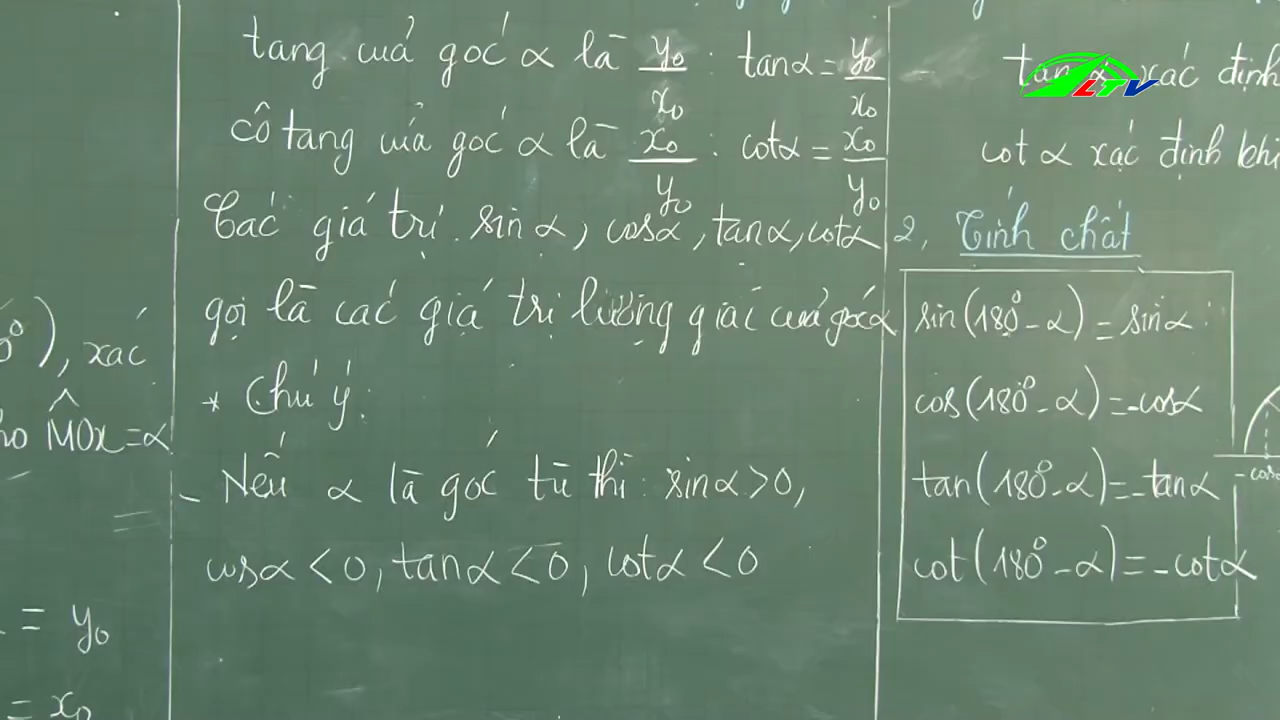 ), xác
MOx = α
= y₀
= x₀
tang của góc α là y₀/x₀ : tanα = y₀/x₀
côtang của góc α là x₀/y₀ : cotα = x₀/y₀
Các giá trị sinα, cosα, tanα, cotα
gọi là các giá trị lượng giác của góc α
* Chú ý:
- Nếu α là góc tù thì: sinα > 0,
cosα < 0, tanα < 0, cotα < 0
tan α xác định
LTV
cot α xác định khi
2, Tính chất
sin(180° - α) = sinα
cos(180° - α) = -cosα
tan(180° - α) = -tanα
cot(180° - α) = -cotα